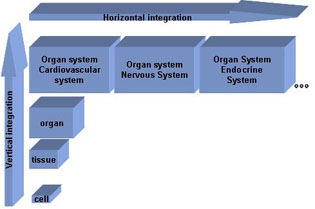 Horizontal integration
Vertical integration
Organ system
Cardiovascular
system
Organ system
Nervous System
Organ System
Endocrine
System
organ
tissue
cell